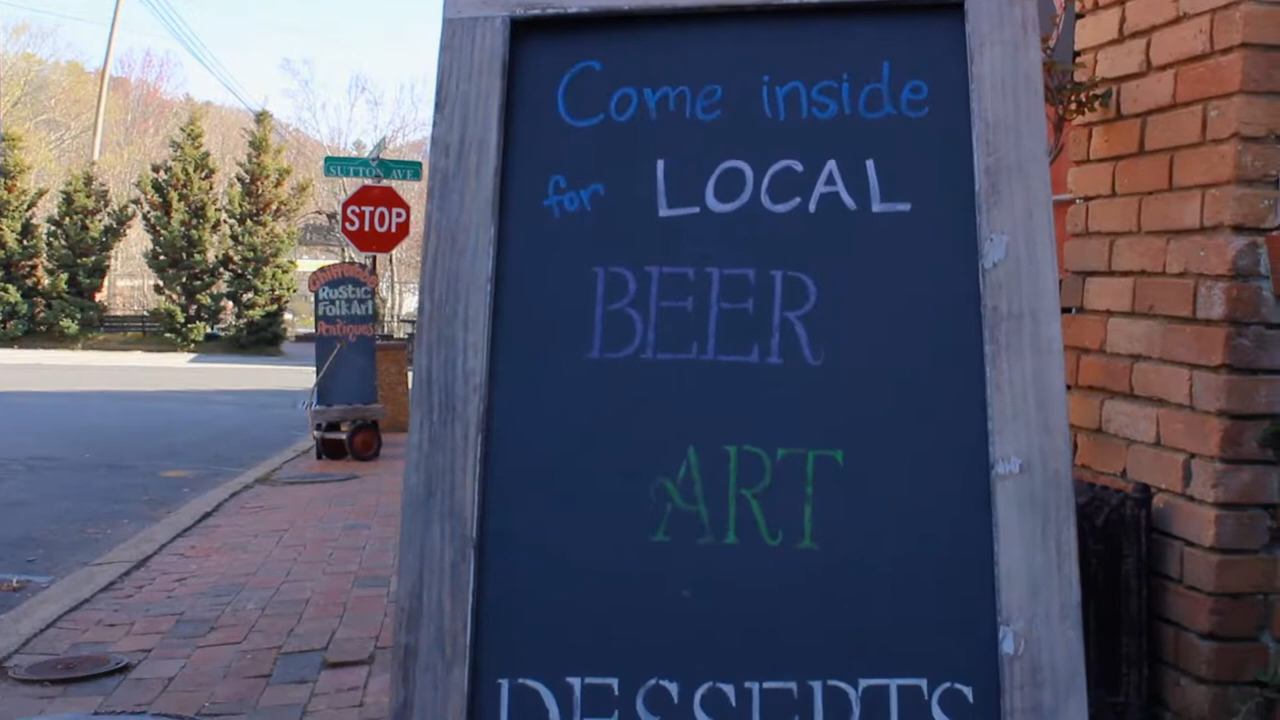 Come inside
for LOCAL
BEER
ART
DESSERTS
SUTTON AVE
STOP
Rustic
Folk Art
Antiques